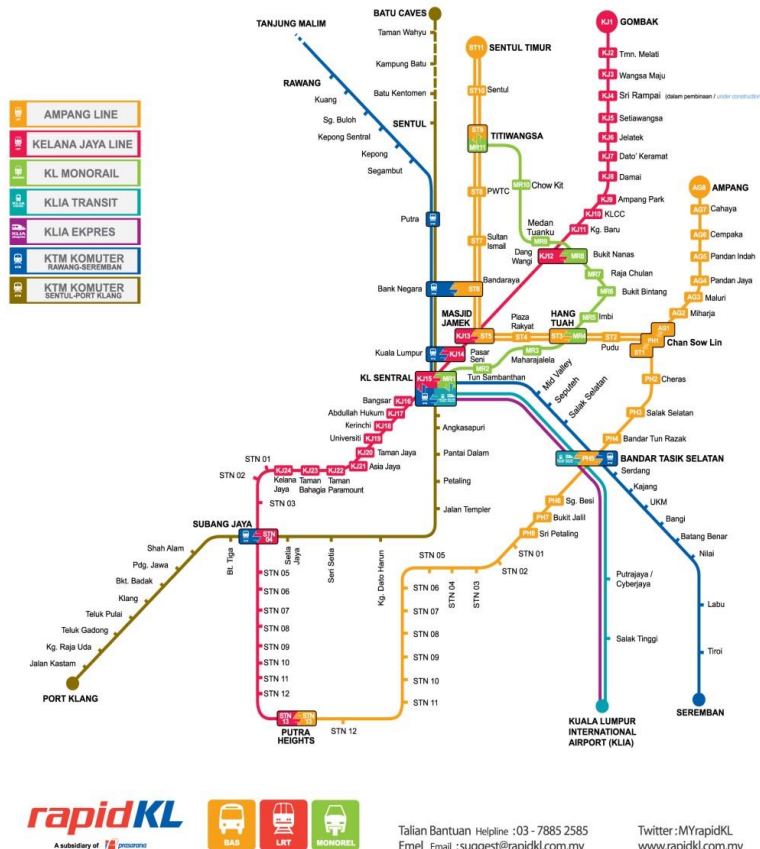 AMPANG LINE
KELANA JAYA LINE
KL MONORAIL
KLIA TRANSIT
KLIA EKPRES
KTM KOMUTER
RAWANG-SEREMBAN
KTM KOMUTER
SENTUL-PORT KLANG
TANJUNG MALIM
RAWANG
Kuang
Sg. Buloh
Kepong Sentral
Kepong
Segambut
Putra
Bank Negara
Kuala Lumpur
BATU CAVES
Taman Wahyu
Kampung Batu
Batu Kentomen
SENTUL
ST11 SENTUL TIMUR
ST10 Sentul
ST9
MR11
TITIWANGSA
ST8 PWTC
ST7 Sultan
Ismail
ST6 Bandaraya
MASJID
JAMEK
KJ13 ST5
ST4 Plaza
Rakyat
HANG
TUAH
ST3 MR4
ST2 Pudu
AG1
PH1
ST1
Chan Sow Lin
KJ1 GOMBAK
KJ2 Tmn. Melati
KJ3 Wangsa Maju
KJ4 Sri Rampai (dalam pembinaan / under construction)
KJ5 Setiawangsa
KJ6 Jelatek
KJ7 Dato' Keramat
KJ8 Damai
KJ9 Ampang Park
KJ10 KLCC
KJ11 Kg. Baru
Dang
Wangi
KJ12 MR8 Bukit Nanas
MR10 Chow Kit
Medan
Tuanku
MR9
MR7 Raja Chulan
MR6 Bukit Bintang
MR5 Imbi
MR3 Maharajalela
MR2 Tun Sambanthan
AG8 AMPANG
AG7 Cahaya
AG6 Cempaka
AG5 Pandan Indah
AG4 Pandan Jaya
AG3 Maluri
AG2 Miharja
KJ14 Pasar
Seni
KL SENTRAL
KJ15 MR1
Bangsar KJ16
Abdullah Hukum KJ17
Kerinchi KJ18
Universiti KJ19
KJ20 Taman Jaya
KJ21 Asia Jaya
KJ22 Taman
Paramount
KJ23 Taman
Bahagia
KJ24 Kelana
Jaya
STN 01
STN 02
STN 03
SUBANG JAYA
STN
04
STN 05
STN 06
STN 07
STN 08
STN 09
STN 10
STN 11
STN 12
STN
13
STN
13
PUTRA
HEIGHTS
STN 12
STN 11
STN 10
STN 09
STN 08
STN 07
STN 06
STN 05
STN 04
STN 03
STN 02
STN 01
PH2 Cheras
PH3 Salak Selatan
PH4 Bandar Tun Razak
PH5
BANDAR TASIK SELATAN
PH6 Sg. Besi
PH7 Bukit Jalil
PH8 Sri Petaling
Mid Valley
Seputeh
Salak Selatan
Serdang
Kajang
UKM
Bangi
Batang Benar
Nilai
Labu
Tiroi
SEREMBAN
Putrajaya /
Cyberjaya
Salak Tinggi
KUALA LUMPUR
INTERNATIONAL
AIRPORT (KLIA)
Angkasapuri
Pantai Dalam
Petaling
Jalan Templer
Kg. Dato Harun
Seri Setia
Setia
Jaya
Bt. Tiga
Shah Alam
Pdg. Jawa
Bkt. Badak
Klang
Teluk Pulai
Teluk Gadong
Kg. Raja Uda
Jalan Kastam
PORT KLANG
rapidKL
A subsidiary of prasarana
BAS
LRT
MONOREL
Talian Bantuan Helpline : 03 - 7885 2585
Emel Email : suggest@rapidkl.com.my
Twitter : MYrapidKL
www.rapidkl.com.my